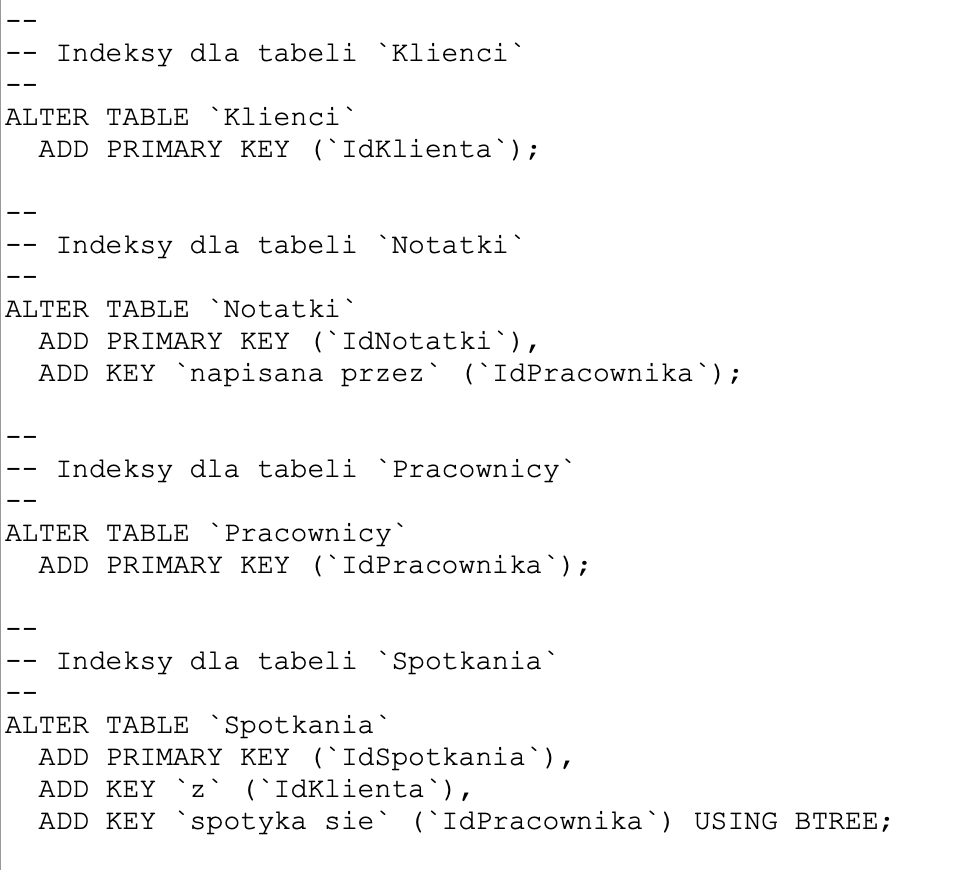 --
-- Indeksy dla tabeli `Klienci`
--
ALTER TABLE `Klienci`
  ADD PRIMARY KEY (`IdKlienta`);

--
-- Indeksy dla tabeli `Notatki`
--
ALTER TABLE `Notatki`
  ADD PRIMARY KEY (`IdNotatki`),
  ADD KEY `napisana przez` (`IdPracownika`);

--
-- Indeksy dla tabeli `Pracownicy`
--
ALTER TABLE `Pracownicy`
  ADD PRIMARY KEY (`IdPracownika`);

--
-- Indeksy dla tabeli `Spotkania`
--
ALTER TABLE `Spotkania`
  ADD PRIMARY KEY (`IdSpotkania`),
  ADD KEY `z` (`IdKlienta`),
  ADD KEY `spotyka sie` (`IdPracownika`) USING BTREE;